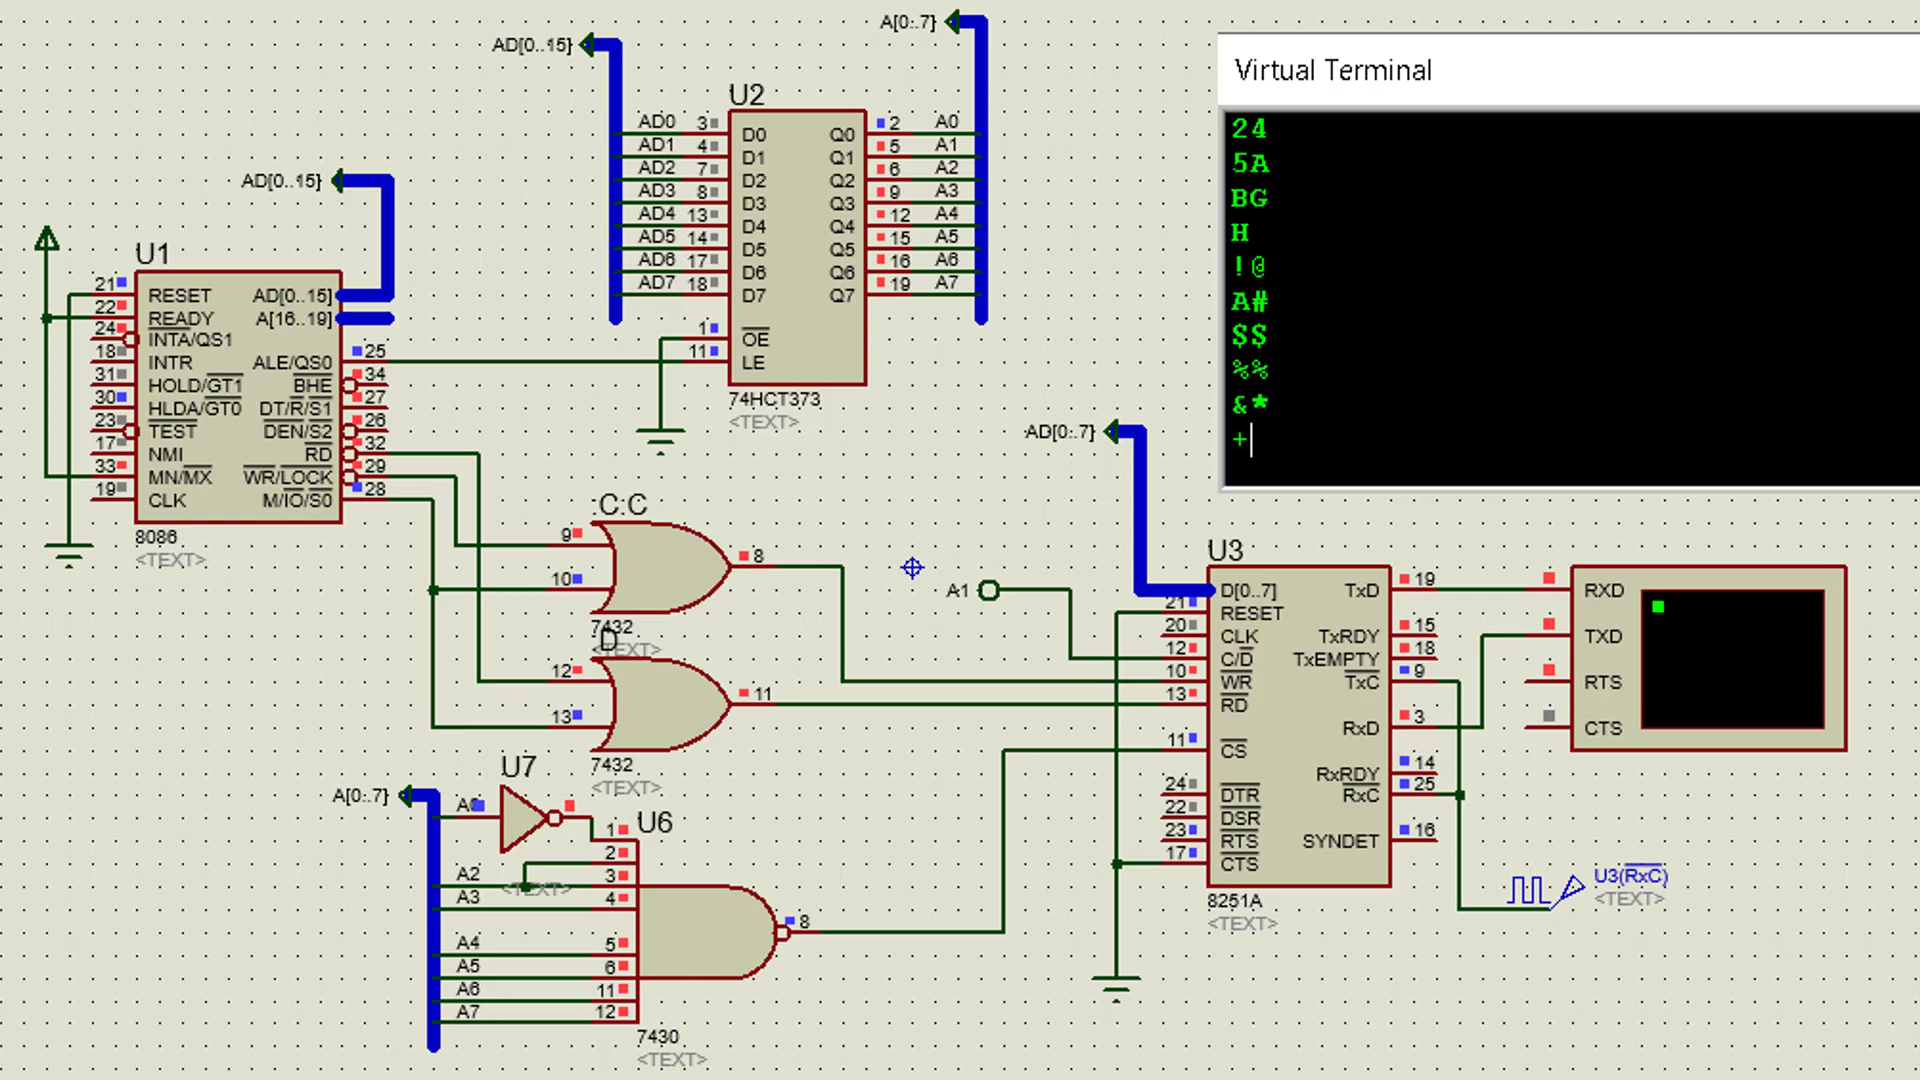 A[0..7]
AD[0..15]
Virtual Terminal
24
5A
BG
H
!@
A#
$$
%%
&*
+
U2
AD0 3 D0 Q0 2 A0
AD1 4 D1 Q1 5 A1
AD2 7 D2 Q2 6 A2
AD3 8 D3 Q3 9 A3
AD4 13 D4 Q4 12 A4
AD5 14 D5 Q5 15 A5
AD6 17 D6 Q6 16 A6
AD7 18 D7 Q7 19 A7
1 OE
11 LE
74HCT373
<TEXT>
AD[0..15]
U1
21 RESET AD[0..15]
22 READY A[16..19]
24 INTA/QS1
18 INTR ALE/QS0 25
31 HOLD/GT1 BHE 34
30 HLDA/GT0 DT/R/S1 27
23 TEST DEN/S2 26
17 NMI RD 32
33 MN/MX WR/LOCK 29
19 CLK M/IO/S0 28
8086
<TEXT>
:C:C
9
10
8
7432
<TEXT>
D
12
13
11
7432
<TEXT>
AD[0..7]
A1
U3
D[0..7] TxD 19
21 RESET
20 CLK TxRDY 15
12 C/D TxEMPTY 18
10 WR TxC 9
13 RD
RxD 3
11 CS
RxRDY 14
24 DTR RxC 25
22 DSR
23 RTS SYNDET 16
17 CTS
8251A
<TEXT>
RXD
TXD
RTS
CTS
U3(RxC)
<TEXT>
A[0..7]
U7
<TEXT>
U6
1
2
A2 3
A3 4
A4 5
A5 6
A6 11
A7 12
8
7430
<TEXT>